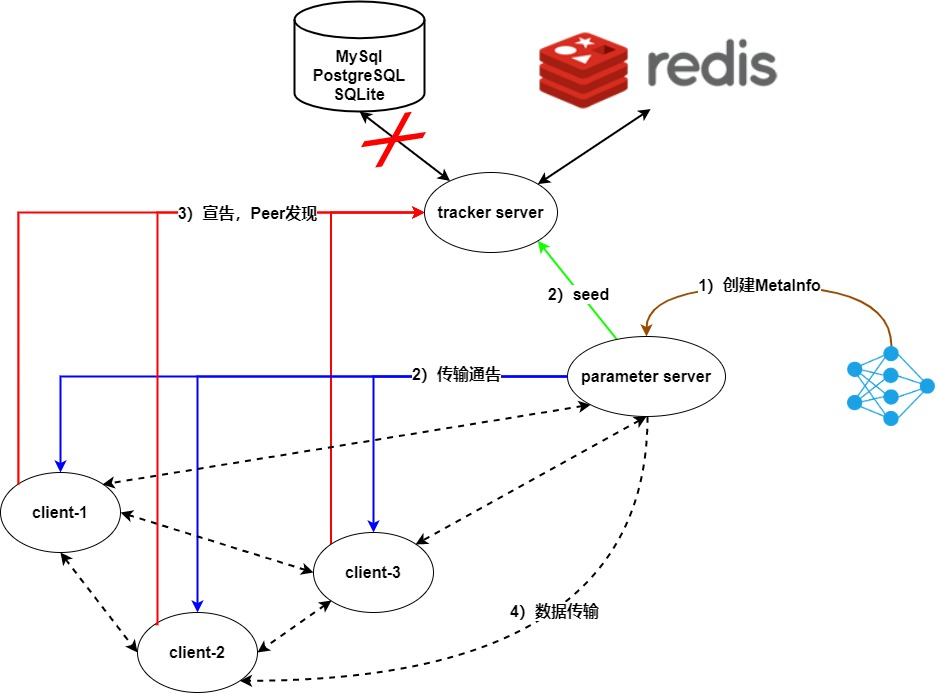 MySql
PostgreSQL
SQLite
redis
tracker server
3）宣告，Peer发现
2）seed
1）创建MetaInfo
2）传输通告
parameter server
client-1
client-3
4）数据传输
client-2